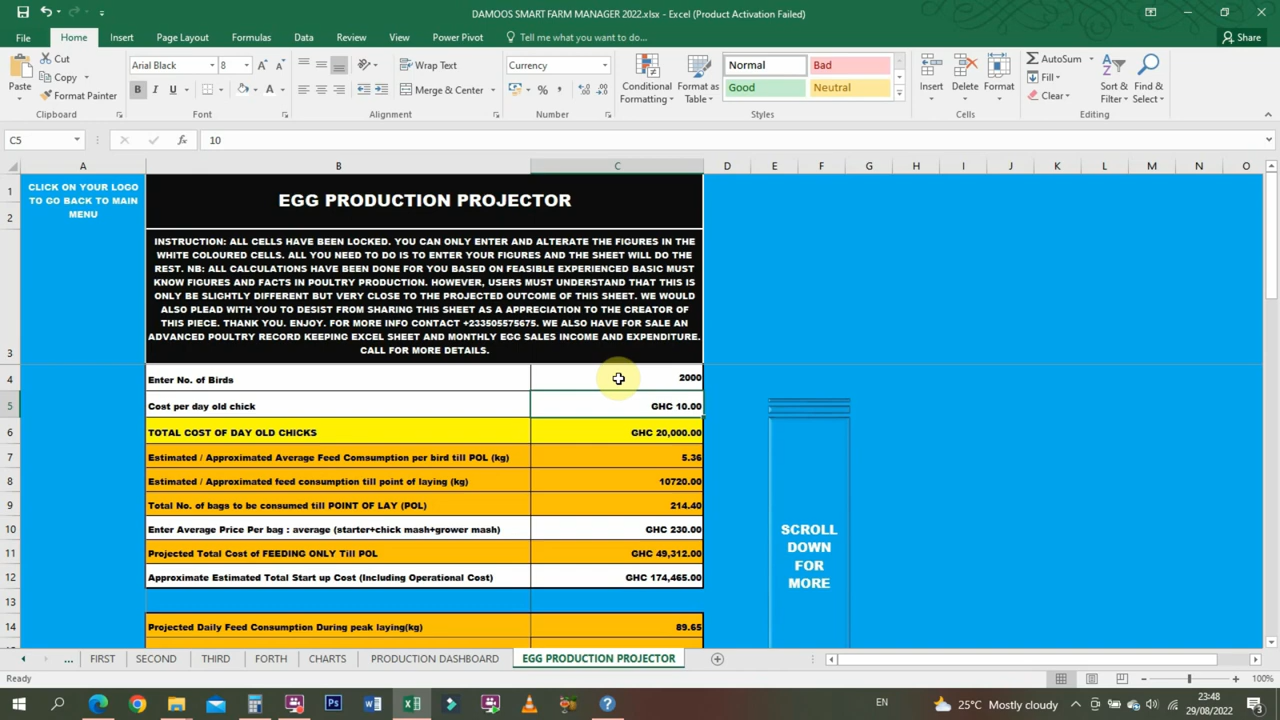 DAMOOS SMART FARM MANAGER 2022.xlsx - Excel (Product Activation Failed)
File Home Insert Page Layout Formulas Data Review View Power Pivot Tell me what you want to do... Share
Paste
Cut
Copy
Format Painter
Clipboard
Arial Black 8
B I U
Font
Wrap Text
Merge & Center
Alignment
Currency
Number
Conditional Formatting
Format as Table
Normal Bad
Good Neutral
Styles
Insert Delete Format
Cells
AutoSum
Fill
Clear
Sort & Filter
Find & Select
Editing
C5 fx 10
A B C D E F G H I J K L M N O
CLICK ON YOUR LOGO
TO GO BACK TO MAIN
MENU
1
2
EGG PRODUCTION PROJECTOR
INSTRUCTION: ALL CELLS HAVE BEEN LOCKED. YOU CAN ONLY ENTER AND ALTERATE THE FIGURES IN THE
WHITE COLOURED CELLS. ALL YOU NEED TO DO IS TO ENTER YOUR FIGURES AND THE SHEET WILL DO THE
REST. NB: ALL CALCULATIONS HAVE BEEN DONE FOR YOU BASED ON FEASIBLE EXPERIENCED BASIC MUST
KNOW FIGURES AND FACTS IN POULTRY PRODUCTION. HOWEVER, USERS MUST UNDERSTAND THAT THIS IS
ONLY BE SLIGHTLY DIFFERENT BUT VERY CLOSE TO THE PROJECTED OUTCOME OF THIS SHEET. WE WOULD
ALSO PLEAD WITH YOU TO DESIST FROM SHARING THIS SHEET AS A APPRECIATION TO THE CREATOR OF
THIS PIECE. THANK YOU. ENJOY. FOR MORE INFO CONTACT +233505575675. WE ALSO HAVE FOR SALE AN
ADVANCED POULTRY RECORD KEEPING EXCEL SHEET AND MONTHLY EGG SALES INCOME AND EXPENDITURE.
CALL FOR MORE DETAILS.
3
4 Enter No. of Birds 2000
5 Cost per day old chick GHC 10.00
6 TOTAL COST OF DAY OLD CHICKS GHC 20,000.00
7 Estimated / Approximated Average Feed Comsumption per bird till POL (kg) 5.36
8 Estimated / Approximated feed consumption till point of laying (kg) 10720.00
9 Total No. of bags to be consumed till POINT OF LAY (POL) 214.40
10 Enter Average Price Per bag : average (starter+chick mash+grower mash) GHC 230.00
11 Projected Total Cost of FEEDING ONLY Till POL GHC 49,312.00
12 Approximate Estimated Total Start up Cost (Including Operational Cost) GHC 174,465.00
13
14 Projected Daily Feed Consumption During peak laying(kg) 89.65
SCROLL
DOWN
FOR
MORE
... FIRST SECOND THIRD FORTH CHARTS PRODUCTION DASHBOARD EGG PRODUCTION PROJECTOR
Ready 100%
EN 25°C Mostly cloudy 23:48
29/08/2022